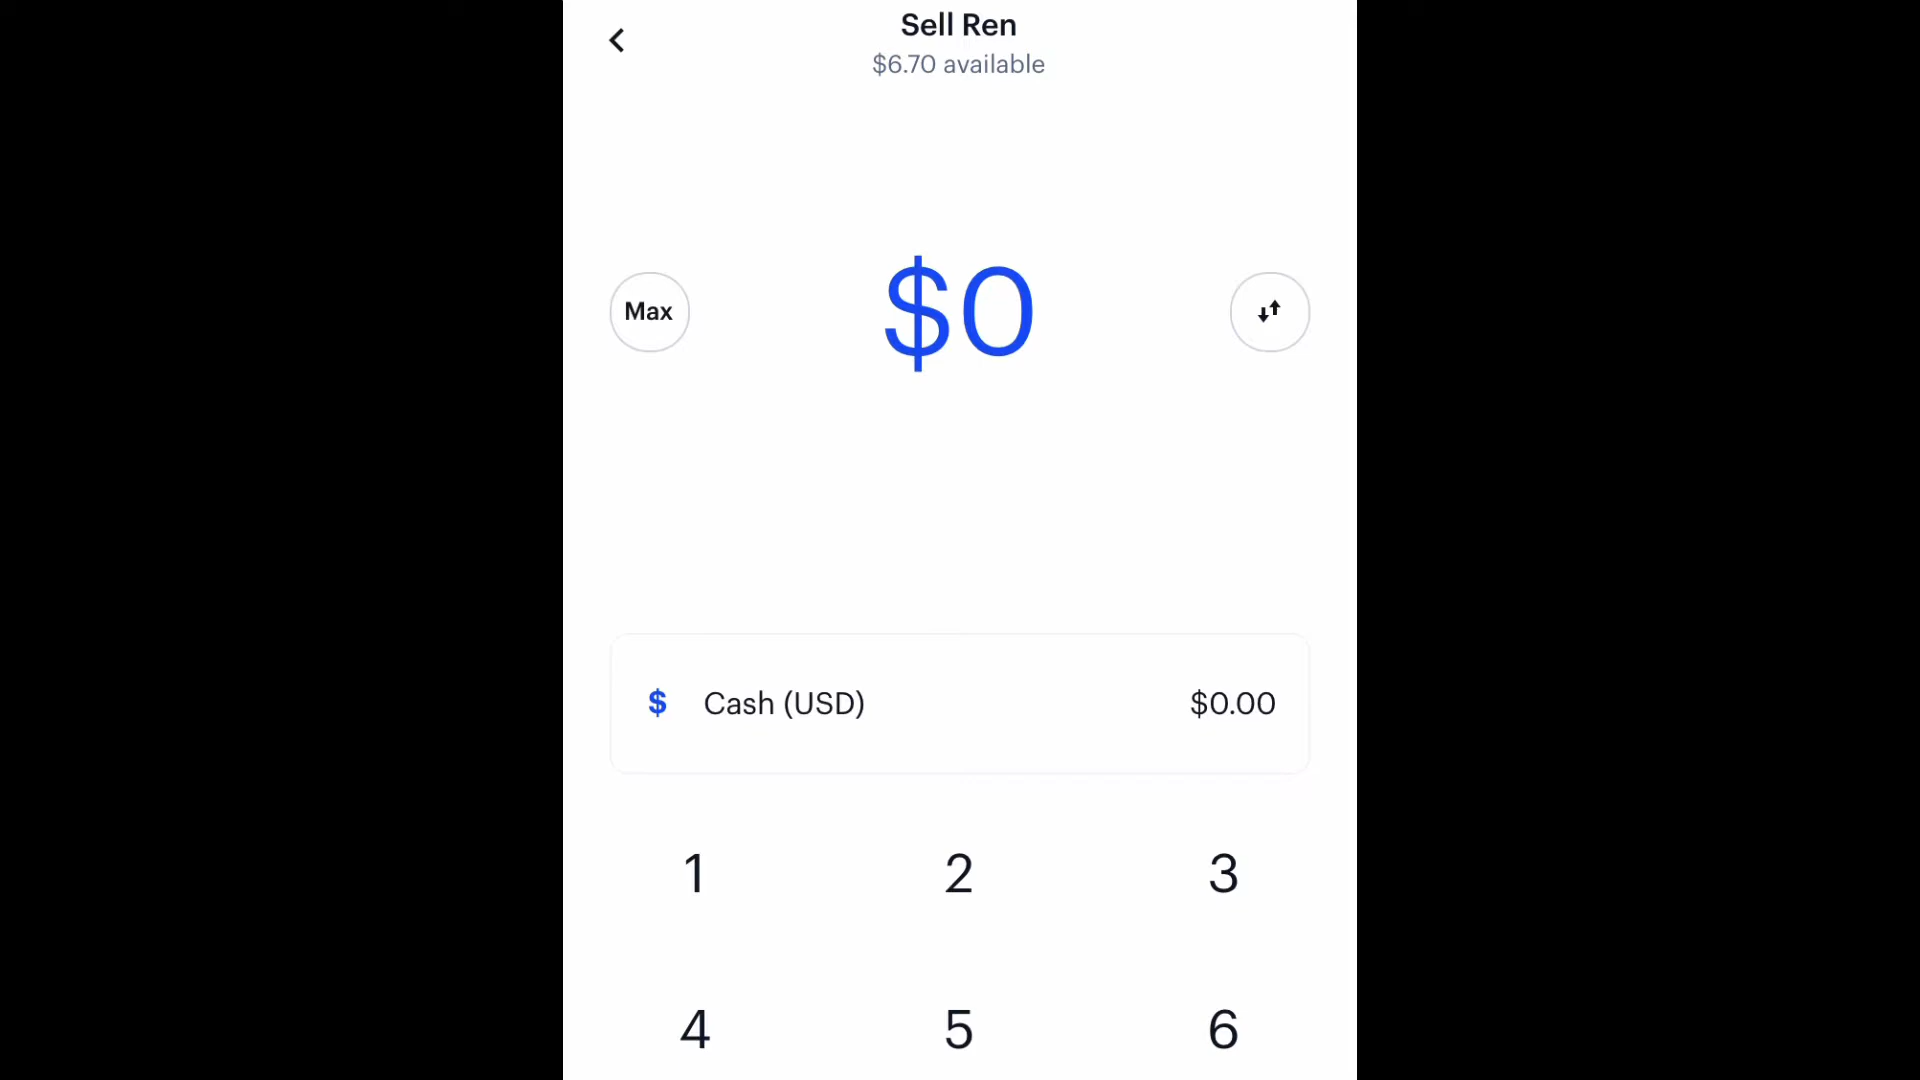 Sell Ren
$6.70 available
Max
$0
$ Cash (USD) $0.00
1 2 3
4 5 6